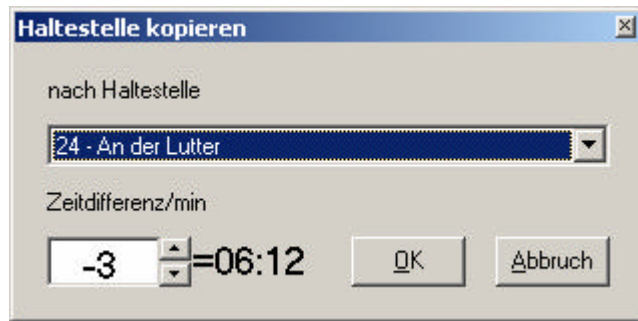 Haltestelle kopieren
nach Haltestelle
24 - An der Lutter
Zeitdifferenz/min
-3 =06:12 OK Abbruch